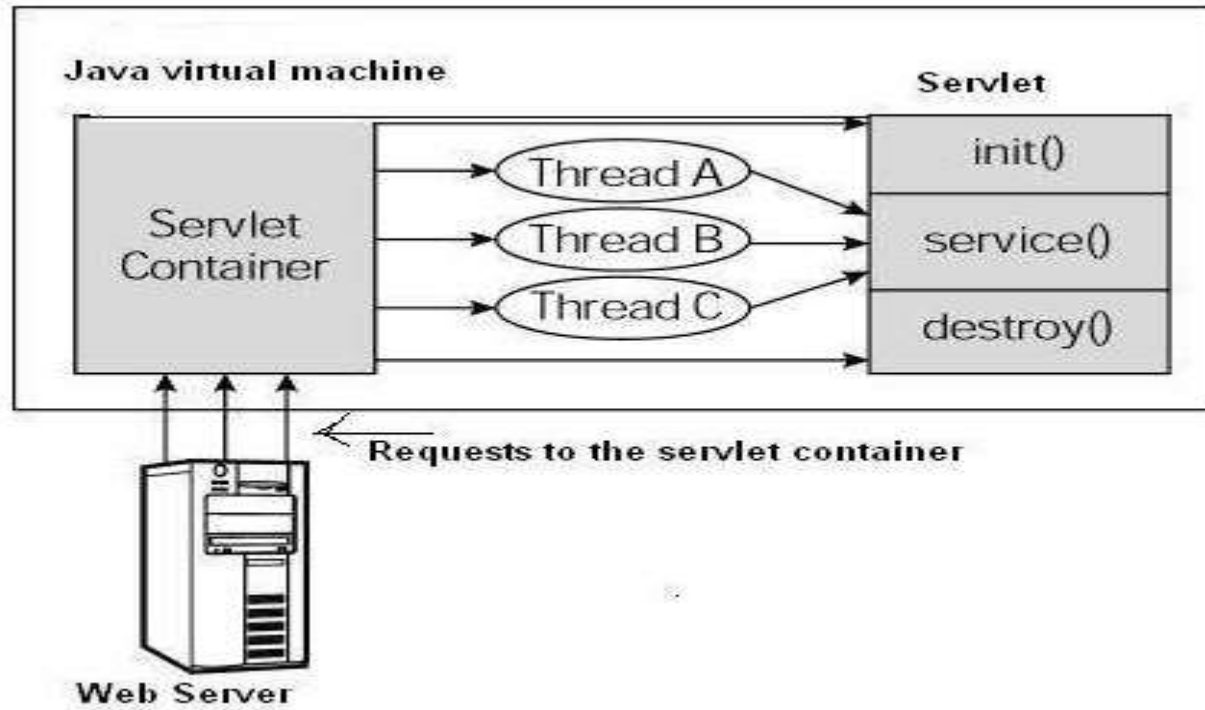 Java virtual machine
Servlet
Servlet
Container
Thread A
Thread B
Thread C
init()
service()
destroy()
Requests to the servlet container
Web Server